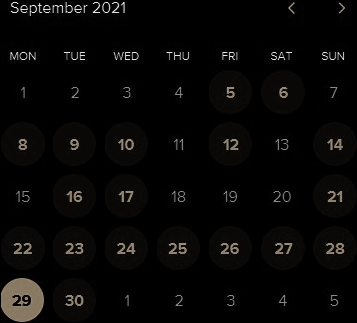 September 2021
MON TUE WED THU FRI SAT SUN
1 2 3 4 5 6 7
8 9 10 11 12 13 14
15 16 17 18 19 20 21
22 23 24 25 26 27 28
29 30 1 2 3 4 5